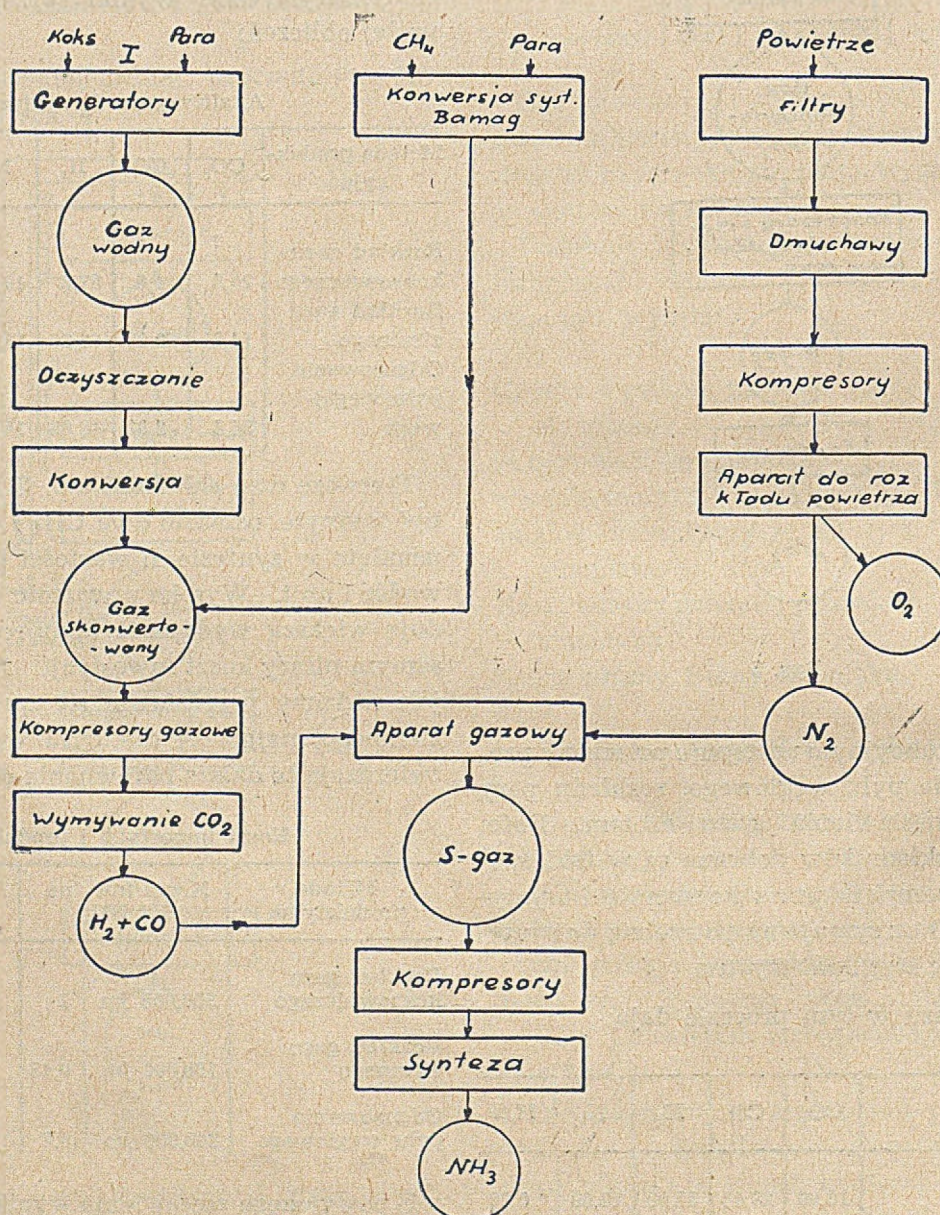 Koks
I
Para
Generatory
Gaz
wodny
Oczyszczanie
Konwersja
Gaz
skonwerto-
-wany
Kompresory gazowe
Wymywanie CO₂
H₂+CO
CH₄
Para
Konwersja syst.
Bamag
Aparat gazowy
S-gaz
Kompresory
Synteza
NH₃
Powietrze
Filtry
Dmuchawy
Kompresory
Aparat do roz
kładu powietrza
O₂
N₂